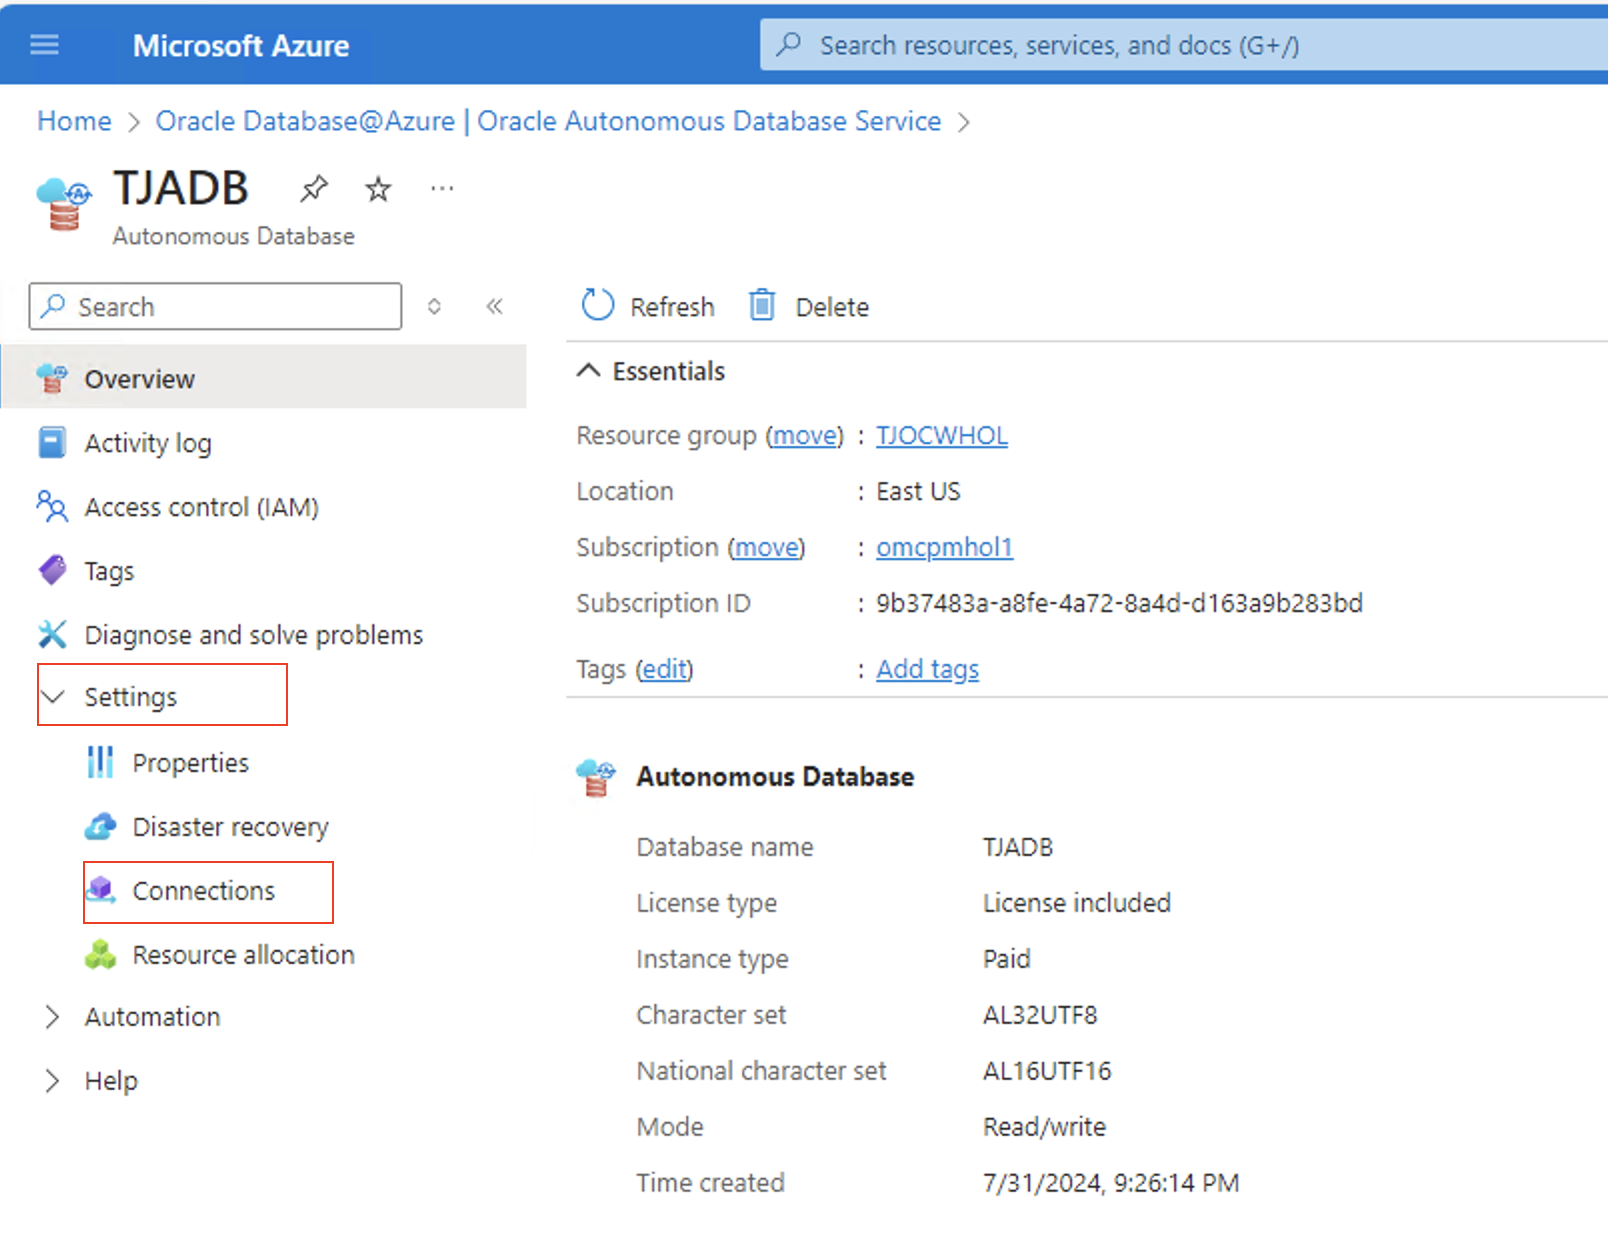 Microsoft Azure
Search resources, services, and docs (G+/)
Home > Oracle Database@Azure | Oracle Autonomous Database Service >
TJADB
Autonomous Database
Search
Overview
Activity log
Access control (IAM)
Tags
Diagnose and solve problems
Settings
Properties
Disaster recovery
Connections
Resource allocation
Automation
Help
Refresh Delete
Essentials
Resource group (move) : TJOCWHOL
Location : East US
Subscription (move) : omcpmhol1
Subscription ID : 9b37483a-a8fe-4a72-8a4d-d163a9b283bd
Tags (edit) : Add tags
Autonomous Database
Database name TJADB
License type License included
Instance type Paid
Character set AL32UTF8
National character set AL16UTF16
Mode Read/write
Time created 7/31/2024, 9:26:14 PM